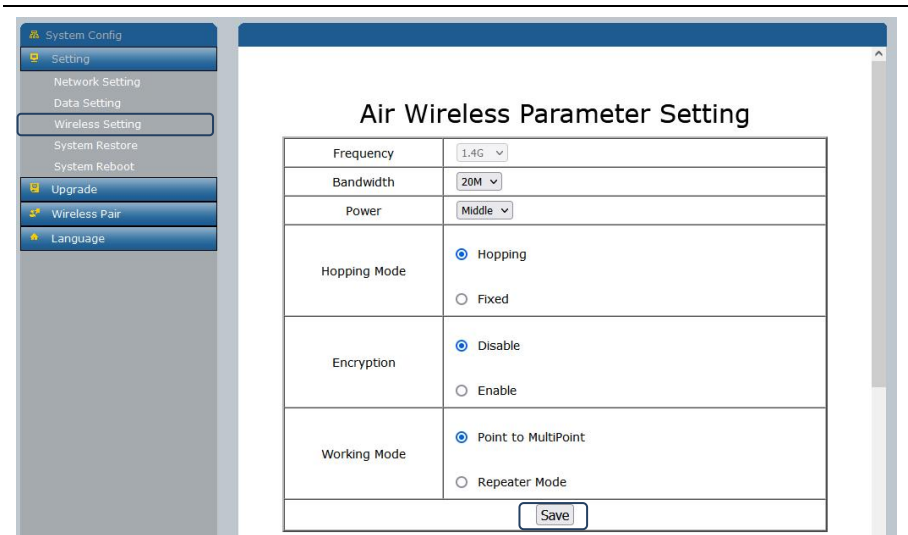 System Config
Setting
Network Setting
Data Setting
Wireless Setting
System Restore
System Reboot
Upgrade
Wireless Pair
Language
Air Wireless Parameter Setting
Frequency 1.4G
Bandwidth 20M
Power Middle
Hopping Mode
Hopping
Fixed
Encryption
Disable
Enable
Working Mode
Point to MultiPoint
Repeater Mode
Save